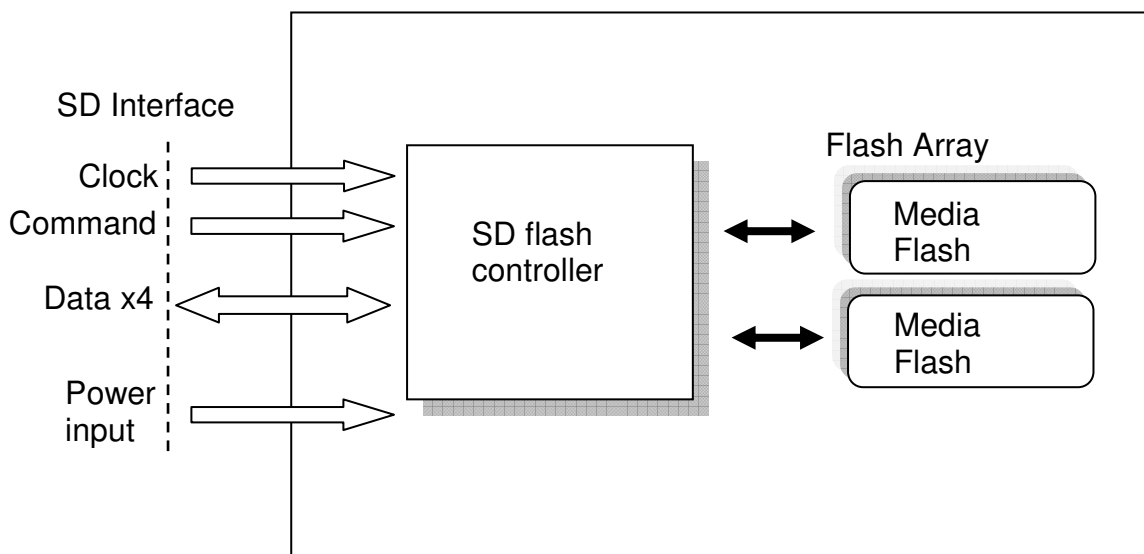 SD Interface
Clock
Command
Data x4
Power
input
SD flash
controller
Flash Array
Media
Flash
Media
Flash